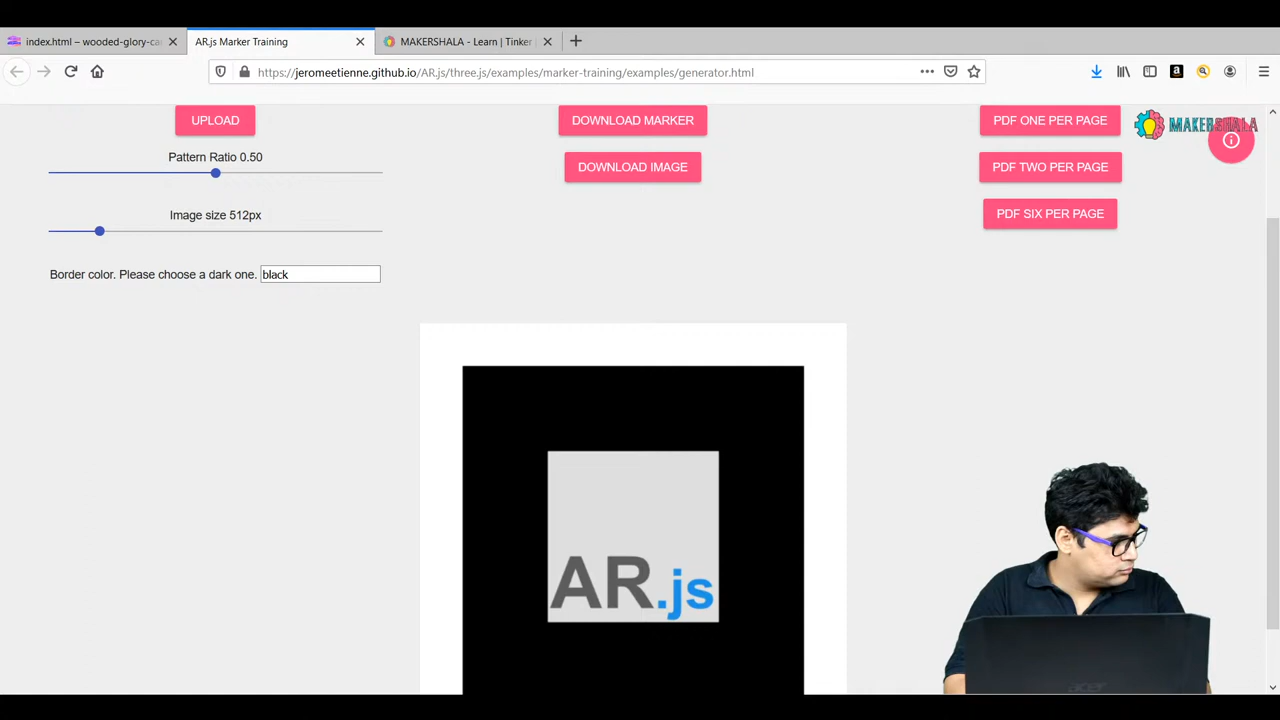 index.html – wooded-glory-ca
AR.js Marker Training
MAKERSHALA - Learn | Tinker
https://jeromeetienne.github.io/AR.js/three.js/examples/marker-training/examples/generator.html
UPLOAD
DOWNLOAD MARKER
PDF ONE PER PAGE
MAKERSHALA
Pattern Ratio 0.50
DOWNLOAD IMAGE
PDF TWO PER PAGE
Image size 512px
PDF SIX PER PAGE
Border color. Please choose a dark one. black
AR.js
acer